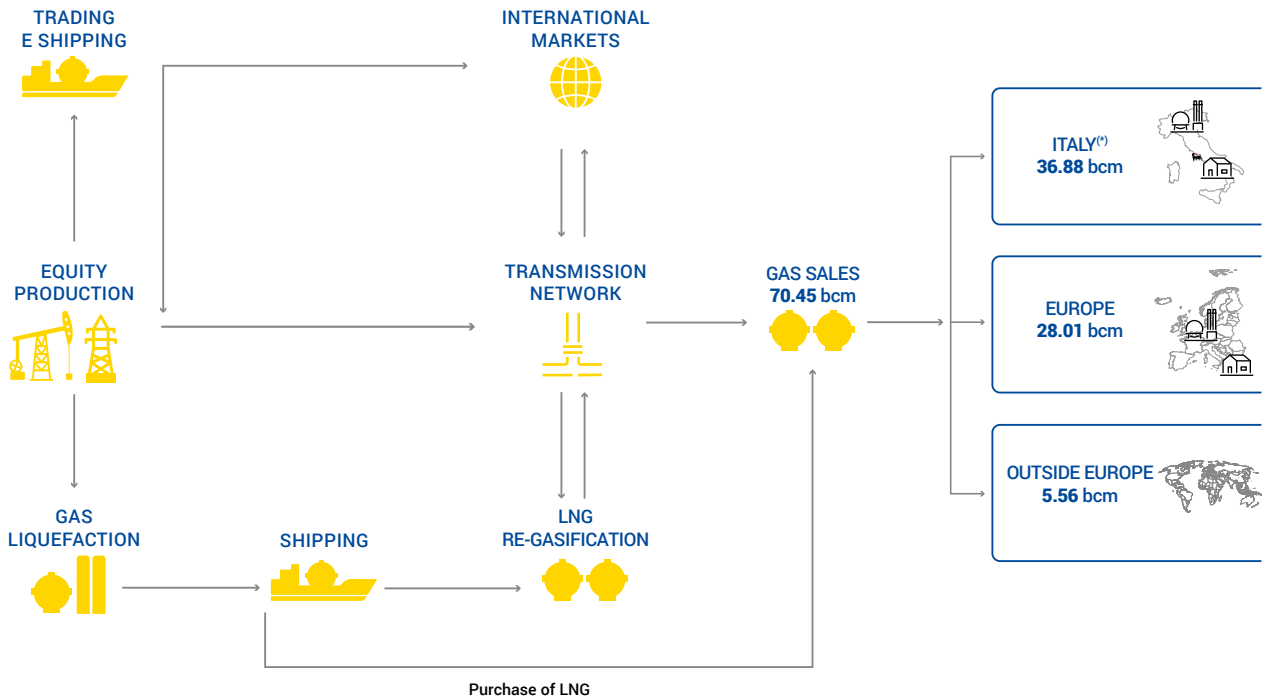 TRADING
E SHIPPING
INTERNATIONAL
MARKETS
ITALY(*)
36.88 bcm
EQUITY
PRODUCTION
TRANSMISSION
NETWORK
GAS SALES
70.45 bcm
EUROPE
28.01 bcm
OUTSIDE EUROPE
5.56 bcm
GAS
LIQUEFACTION
SHIPPING
LNG
RE-GASIFICATION
Purchase of LNG